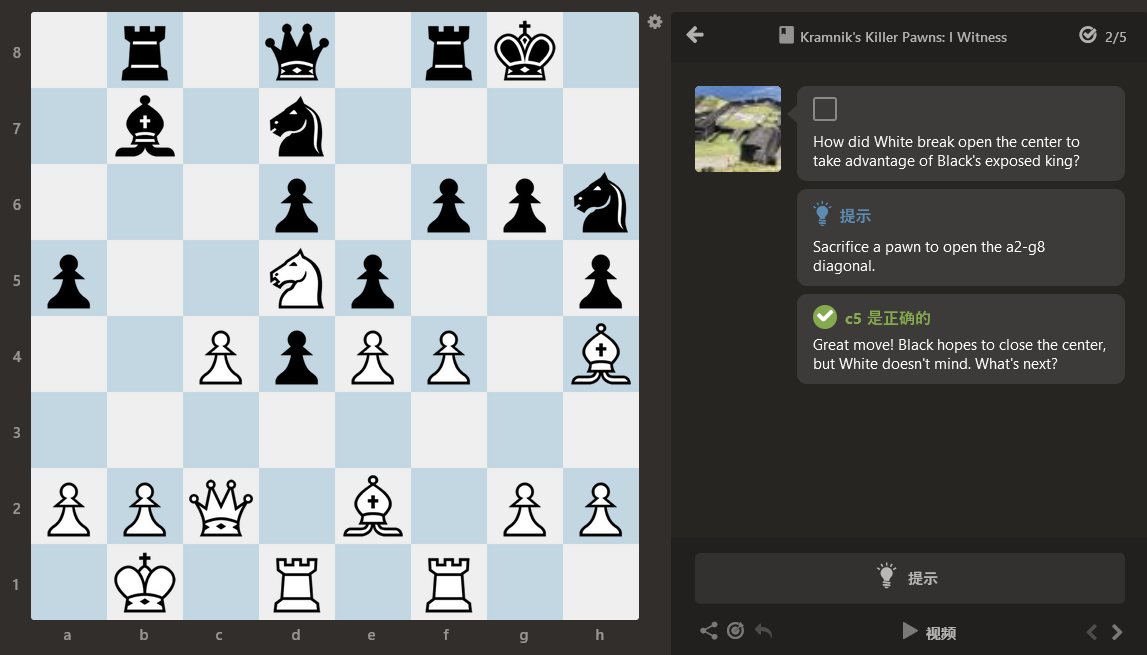 Kramnik's Killer Pawns: I Witness
2/5
How did White break open the center to
take advantage of Black's exposed king?
提示
Sacrifice a pawn to open the a2-g8
diagonal.
c5 是正确的
Great move! Black hopes to close the center,
but White doesn't mind. What's next?
提示
视频
8
7
6
5
4
3
2
1
a b c d e f g h